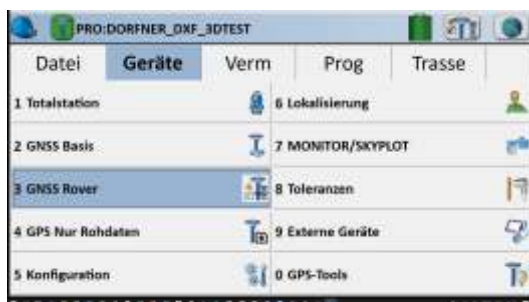 PRO:DORFNER_DXF_3DTEST
Datei Geräte Verm Prog Trasse
1 Totalstation
2 GNSS Basis
3 GNSS Rover
4 GPS Nur Rohdaten
5 Konfiguration
6 Lokalisierung
7 MONITOR/SKYPLOT
8 Toleranzen
9 Externe Geräte
0 GPS-Tools